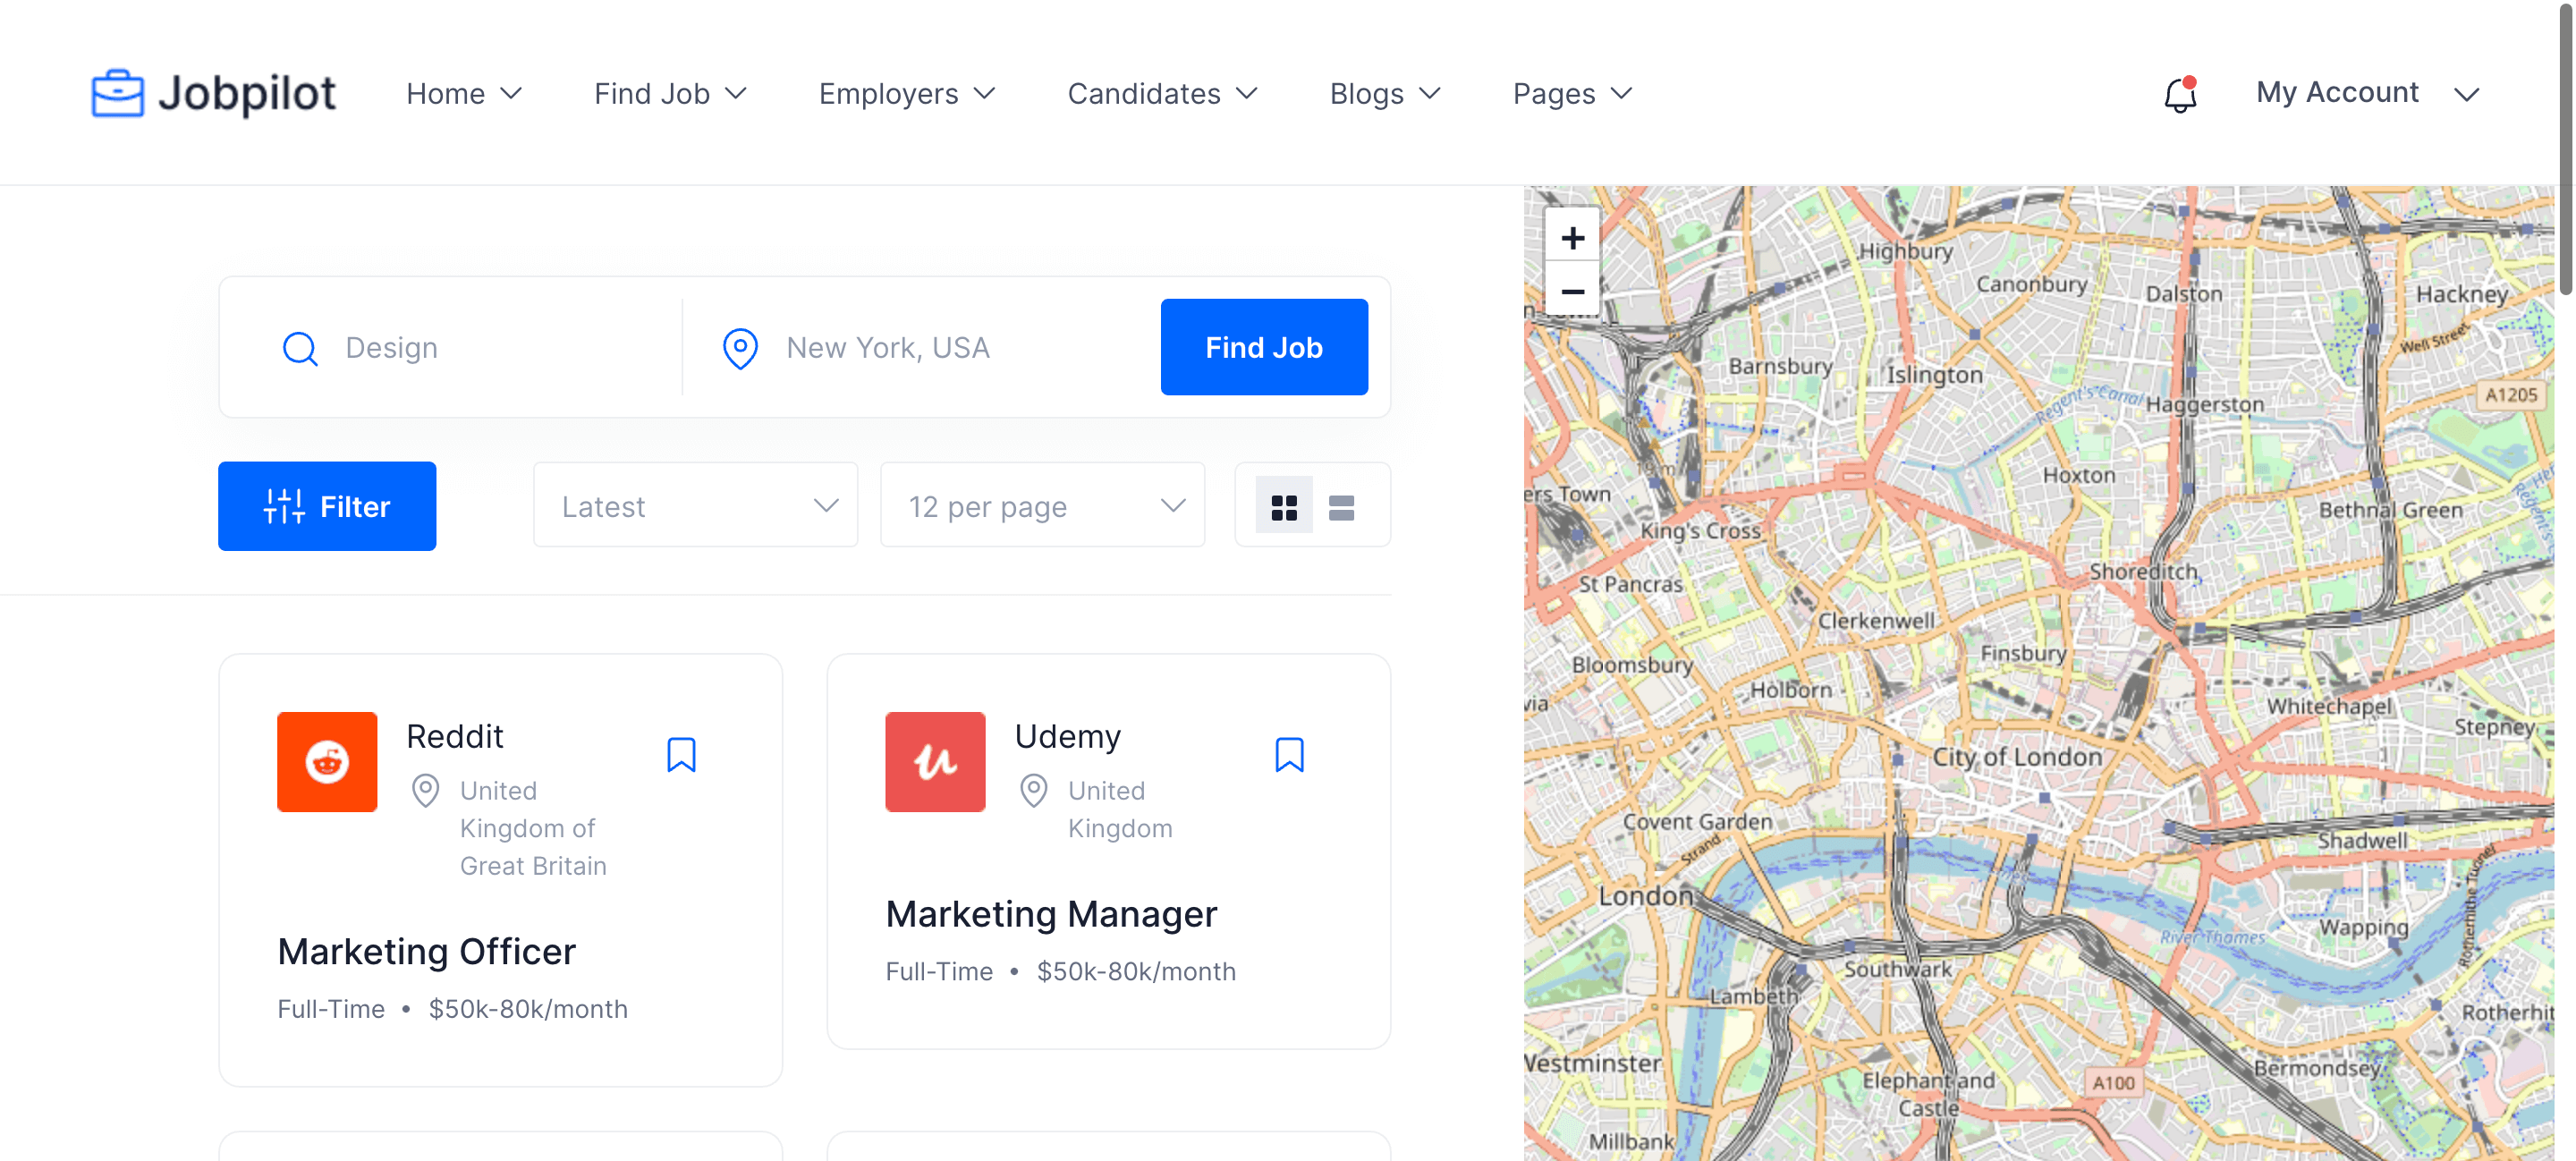 Jobpilot
Home
Find Job
Employers
Candidates
Blogs
Pages
My Account
Design
New York, USA
Find Job
Filter
Latest
12 per page
Reddit
United
Kingdom of
Great Britain
Marketing Officer
Full-Time • $50k-80k/month
Udemy
United
Kingdom
Marketing Manager
Full-Time • $50k-80k/month
+
−
Highbury
Canonbury
Dalston
Hackney
Well Street
Barnsbury
Islington
A1205
Regent's Canal
Haggerston
19 m
Hoxton
ers Town
King's Cross
Bethnal Green
Shoreditch
St Pancras
Clerkenwell
Finsbury
Bloomsbury
Holborn
via
Whitechapel
Stepney
City of London
Covent Garden
Strand
Shadwell
London
Rotherhithe Tunnel
Wapping
River Thames
Southwark
Lambeth
Rotherhit
Westminster
Bermondsey
Elephant and
Castle
A100
Millbank